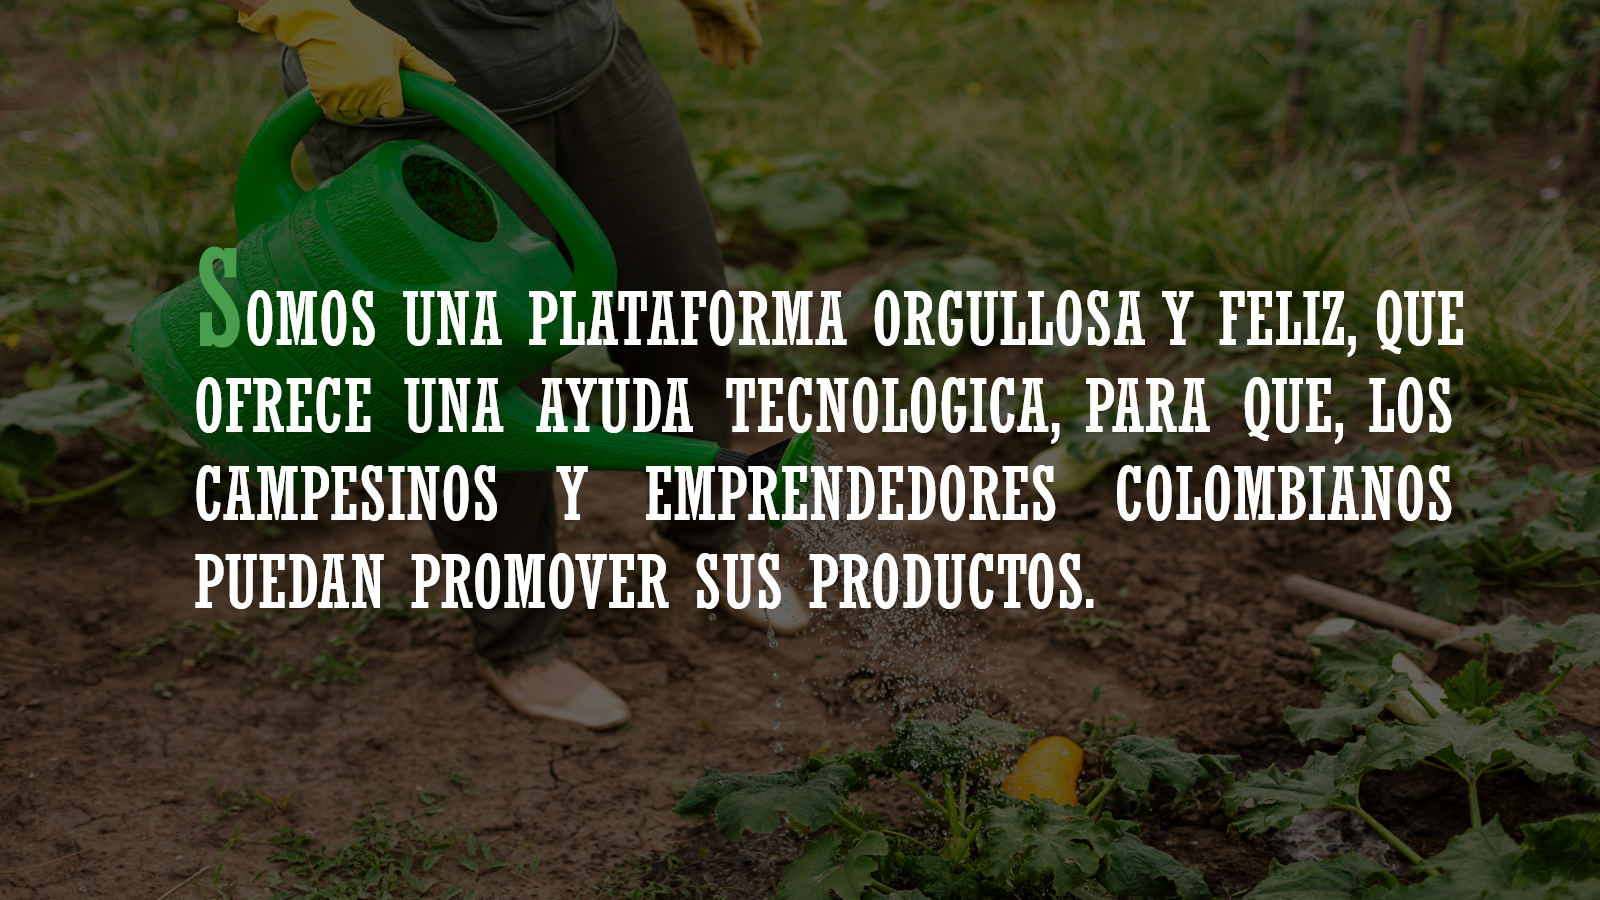 SOMOS UNA PLATAFORMA ORGULLOSA Y FELIZ, QUE
OFRECE UNA AYUDA TECNOLOGICA, PARA QUE, LOS
CAMPESINOS Y EMPRENDEDORES COLOMBIANOS
PUEDAN PROMOVER SUS PRODUCTOS.